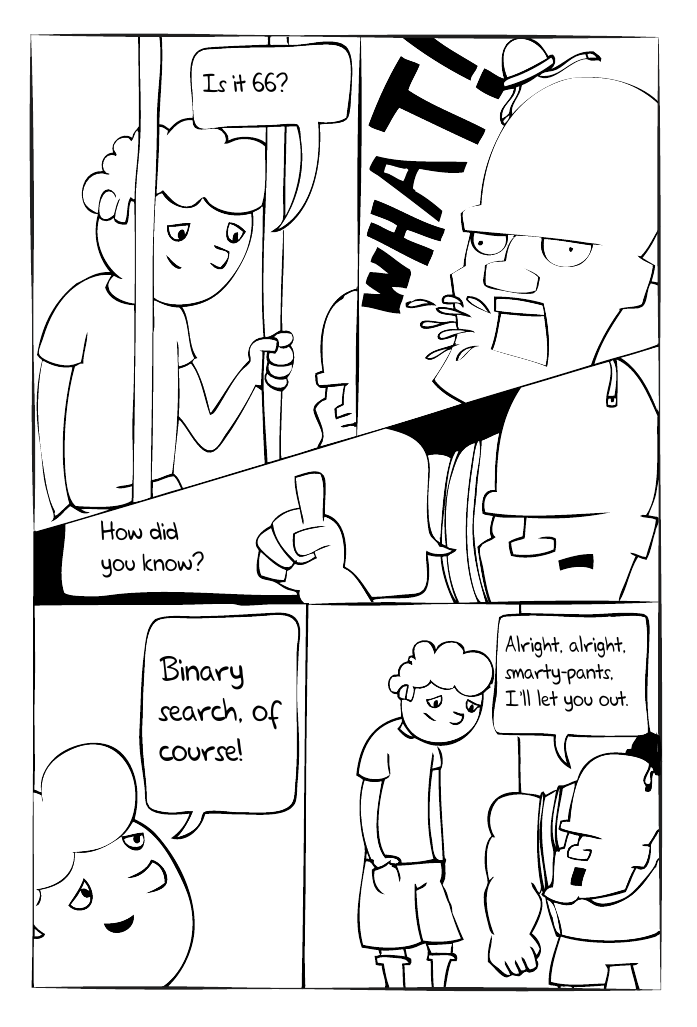 Is it 66?
WHAT!
How did
you know?
Binary
search, of
course!
Alright, alright,
smarty-pants,
I'll let you out.